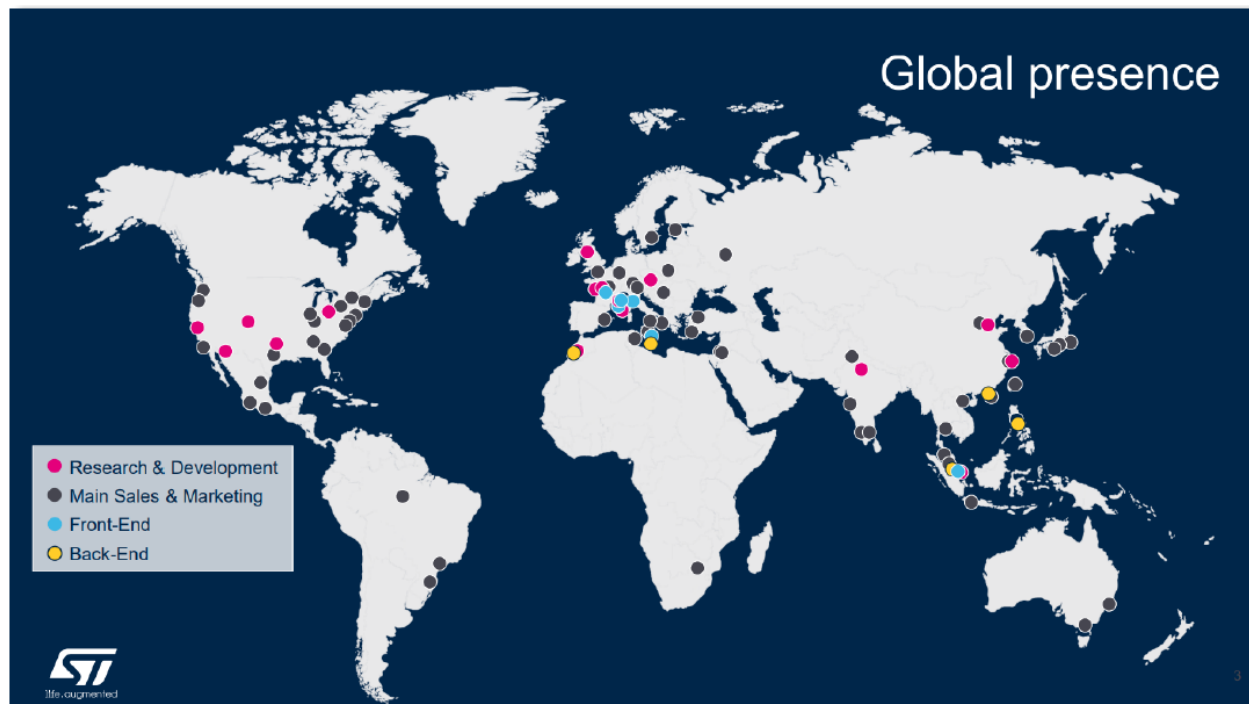 Global presence
Research & Development
Main Sales & Marketing
Front-End
Back-End
ST
life.augmented
3